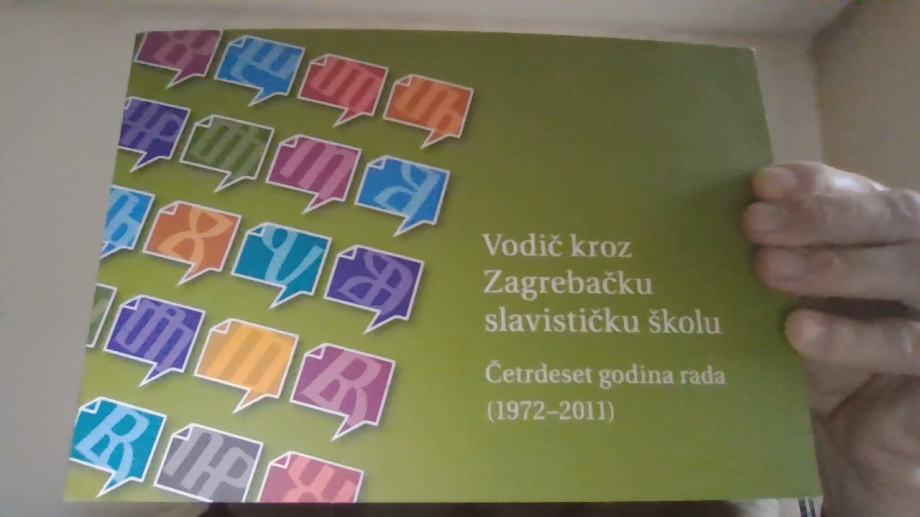 Vodič kroz
Zagrebačku
slavističku školu
Četrdeset godina rada
(1972–2011)